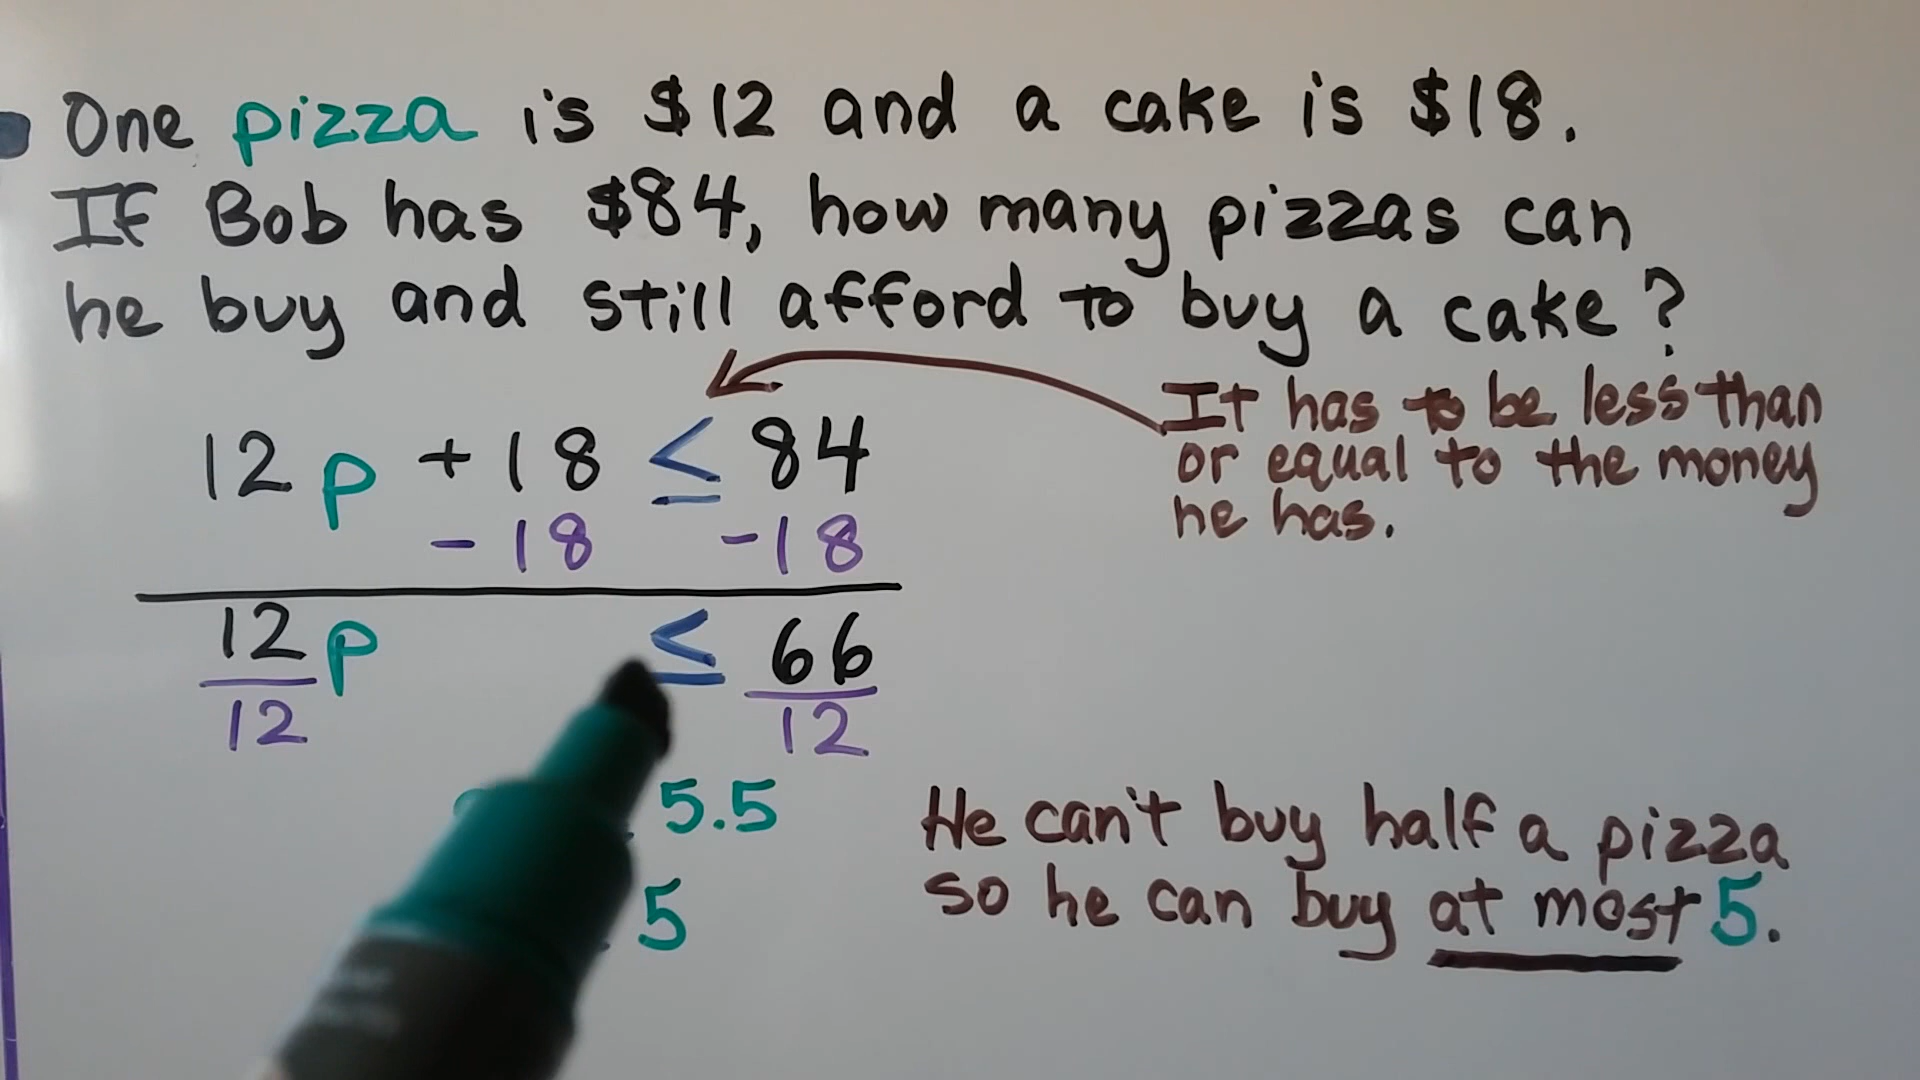 One pizza is $12 and a cake is $18.
If Bob has $84, how many pizzas can
he buy and still afford to buy a cake?
It has to be less than
or equal to the money
he has.
12p + 18 ≤ 84
-18 -18
12p ≤ 66
12 12
5.5
5
He can't buy half a pizza
so he can buy at most 5.